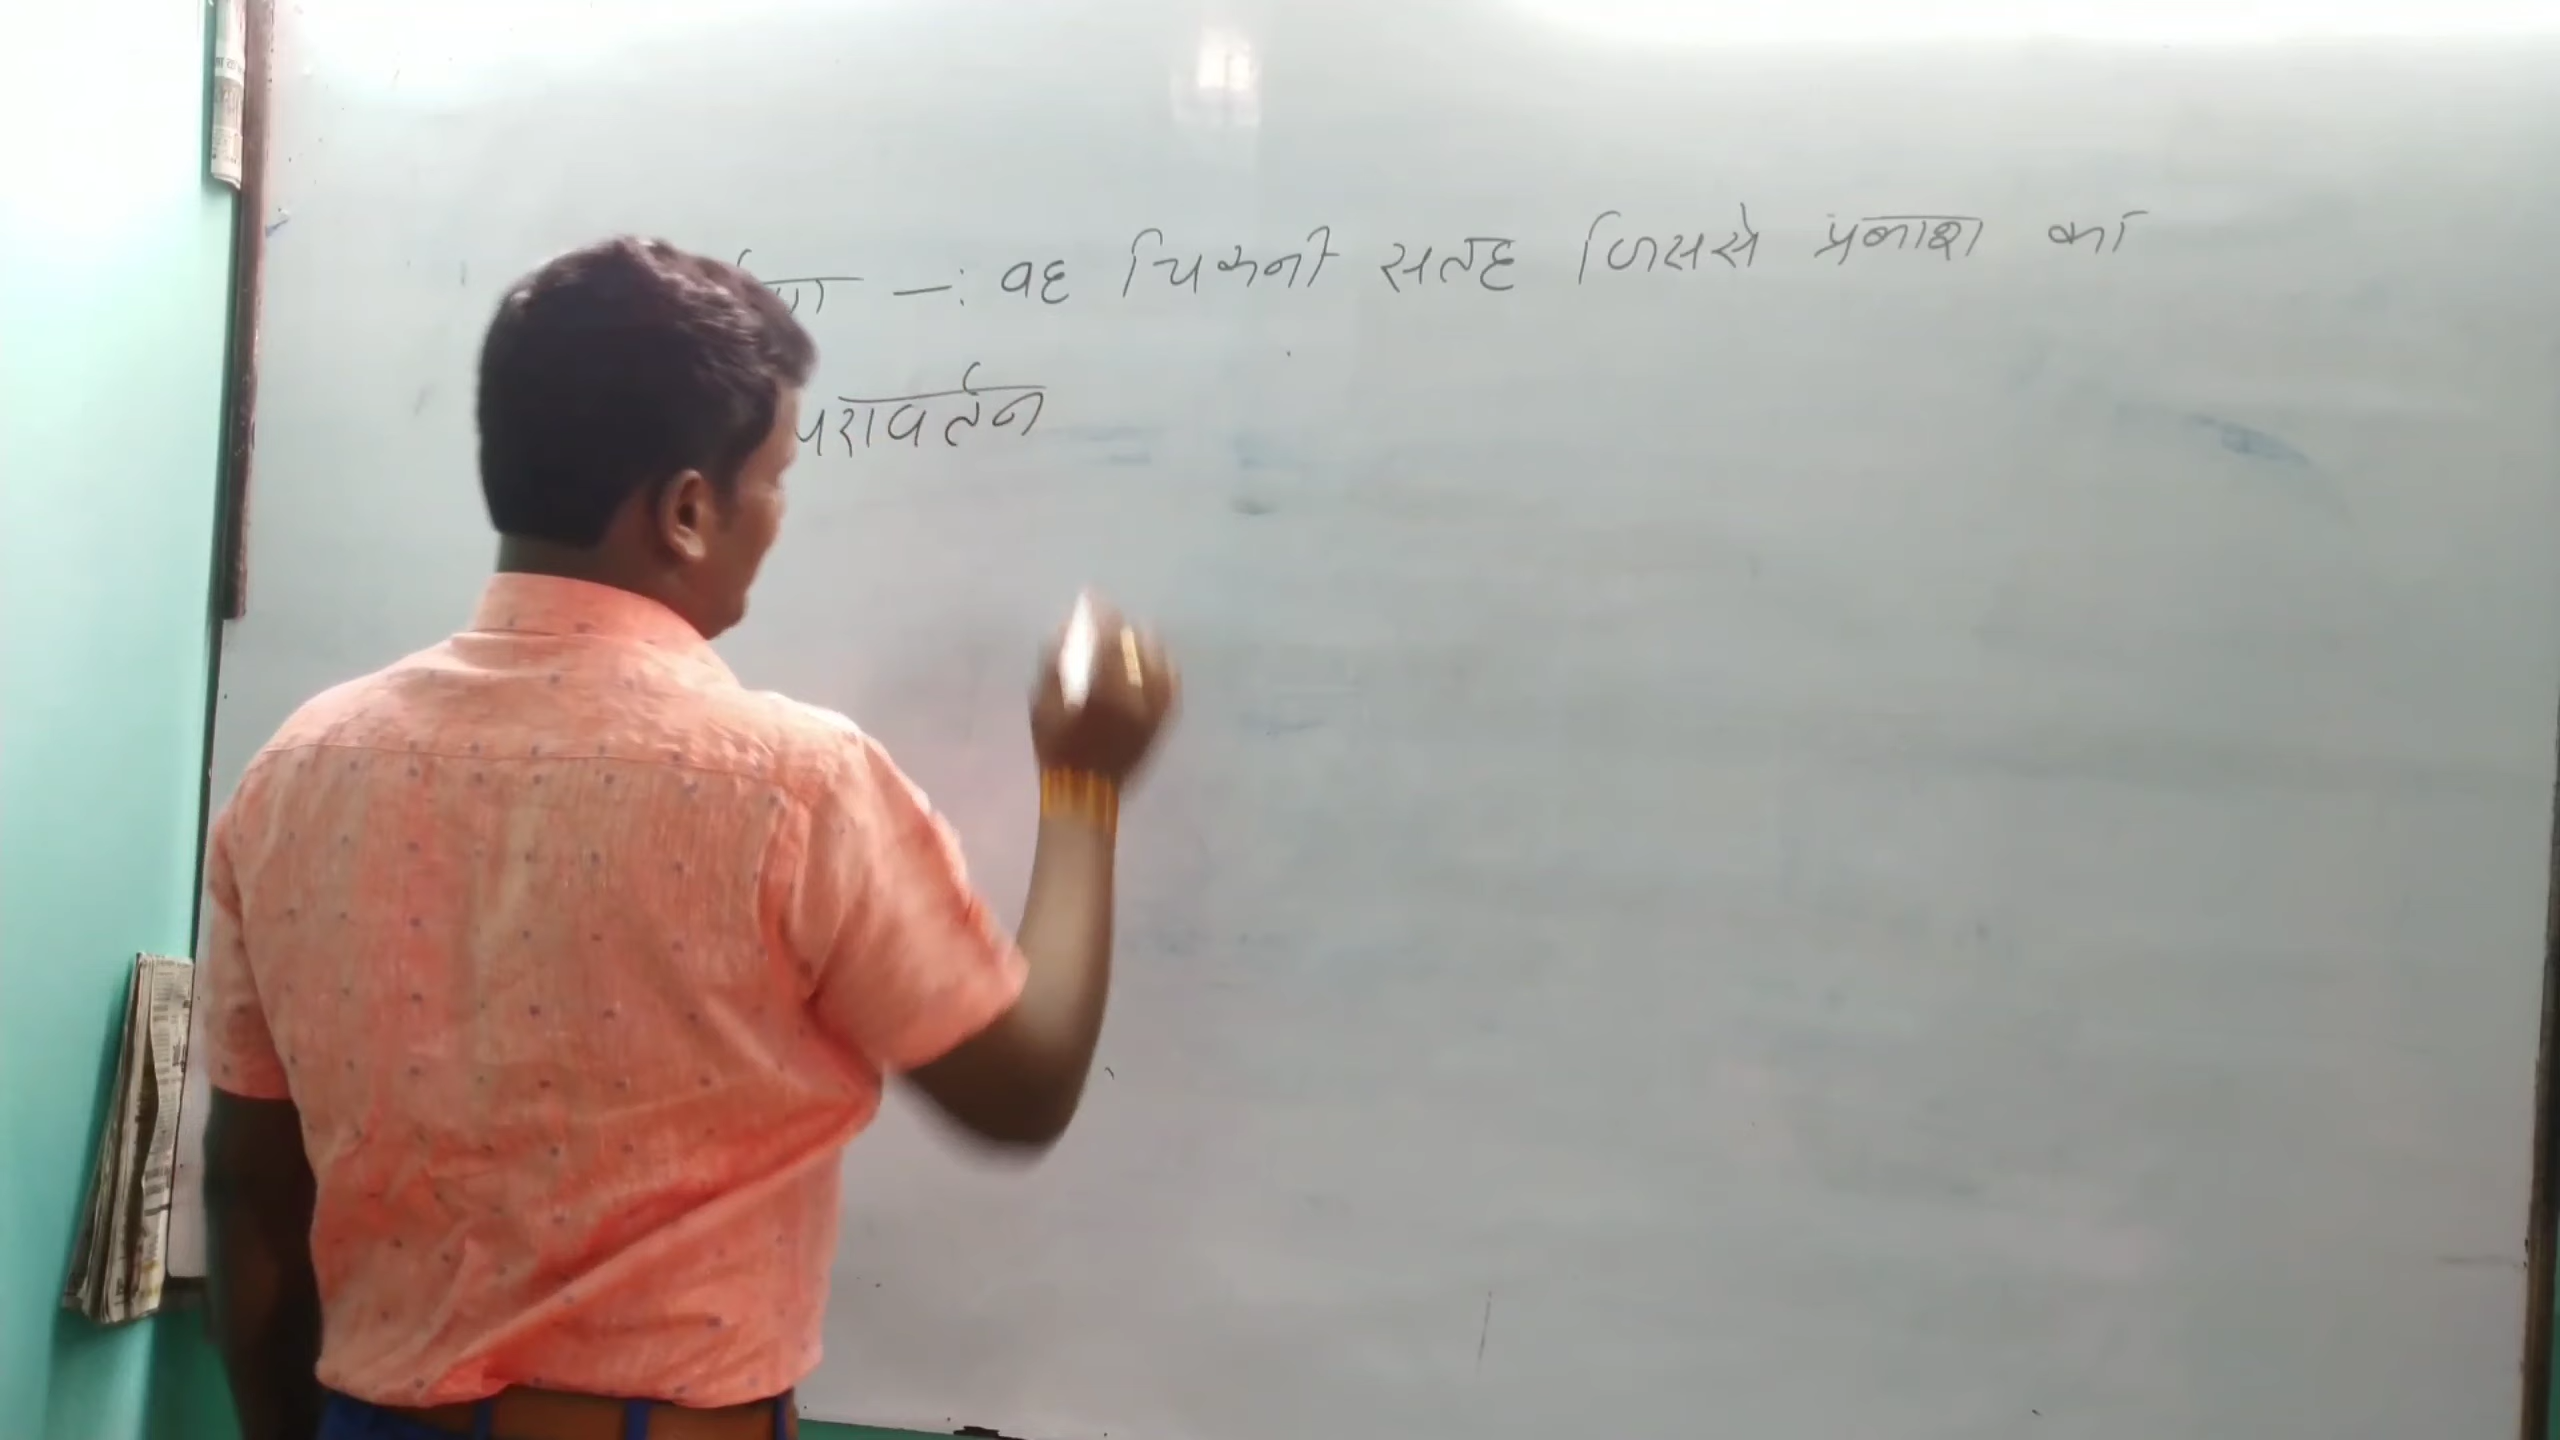 —: वह चिकनी सतह जिससे प्रकाश का
परावर्तन